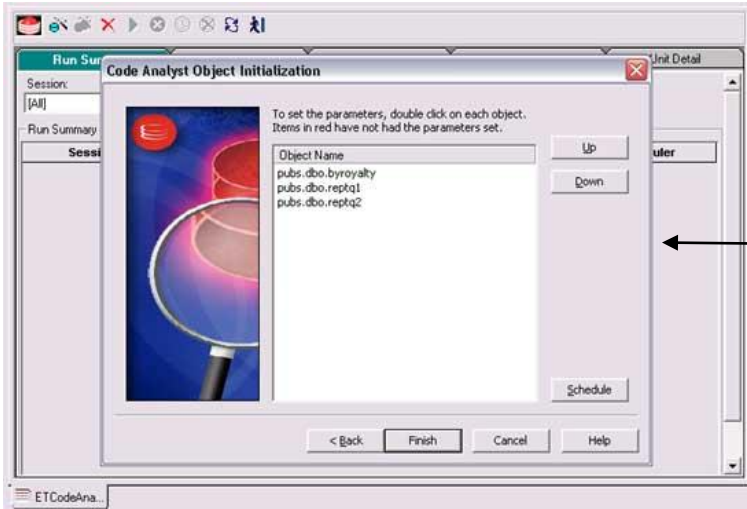 Run Sur
Unit Detail
Session:
[All]
Run Summary
Sessi
uler
Code Analyst Object Initialization
To set the parameters, double click on each object.
Items in red have not had the parameters set.
Object Name
pubs.dbo.byroyalty
pubs.dbo.reptq1
pubs.dbo.reptq2
Up
Down
Schedule
< Back
Finish
Cancel
Help
ETCodeAna...